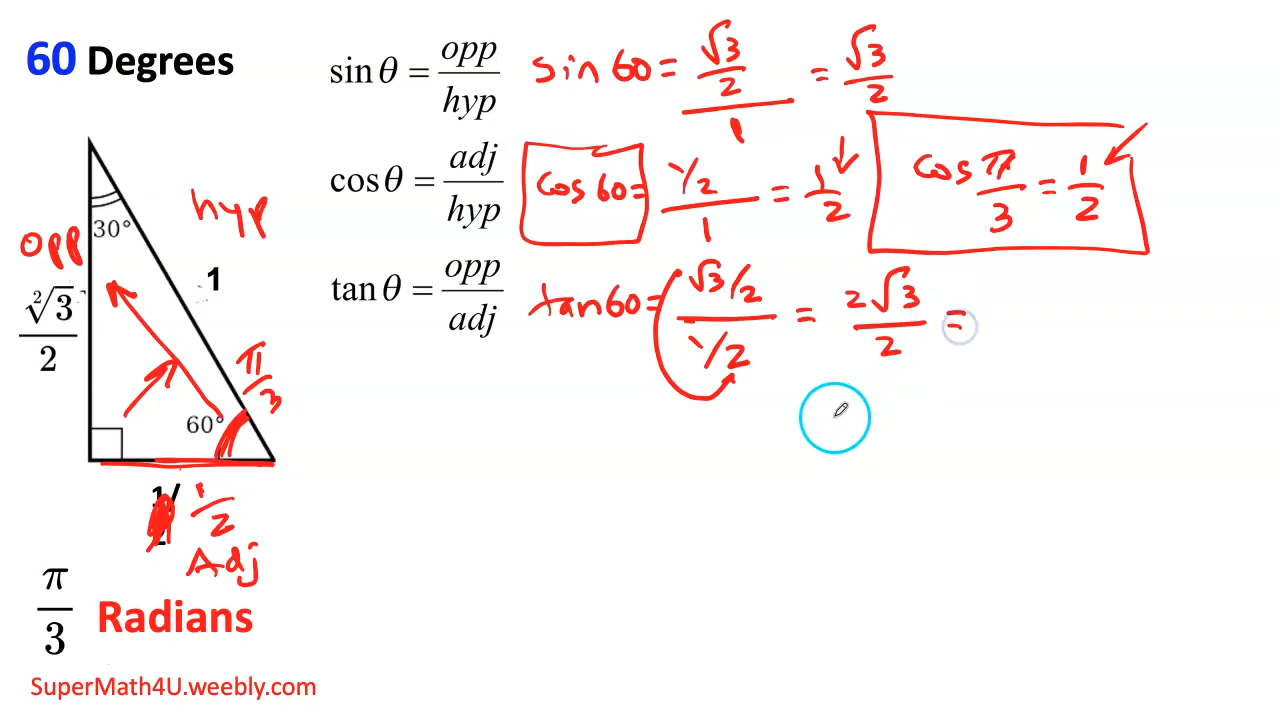 60 Degrees
sin θ = opp/hyp
sin 60 = (√3/2)/1 = √3/2
cos θ = adj/hyp
cos 60 = (1/2)/1 = 1/2
cos π/3 = 1/2
tan θ = opp/adj
tan 60 = (√3/2)/(1/2) = 2√3/2 =
30°
hyp
opp
²√3/2
1
π/3
60°
1/2
Adj
π/3 Radians
SuperMath4U.weebly.com